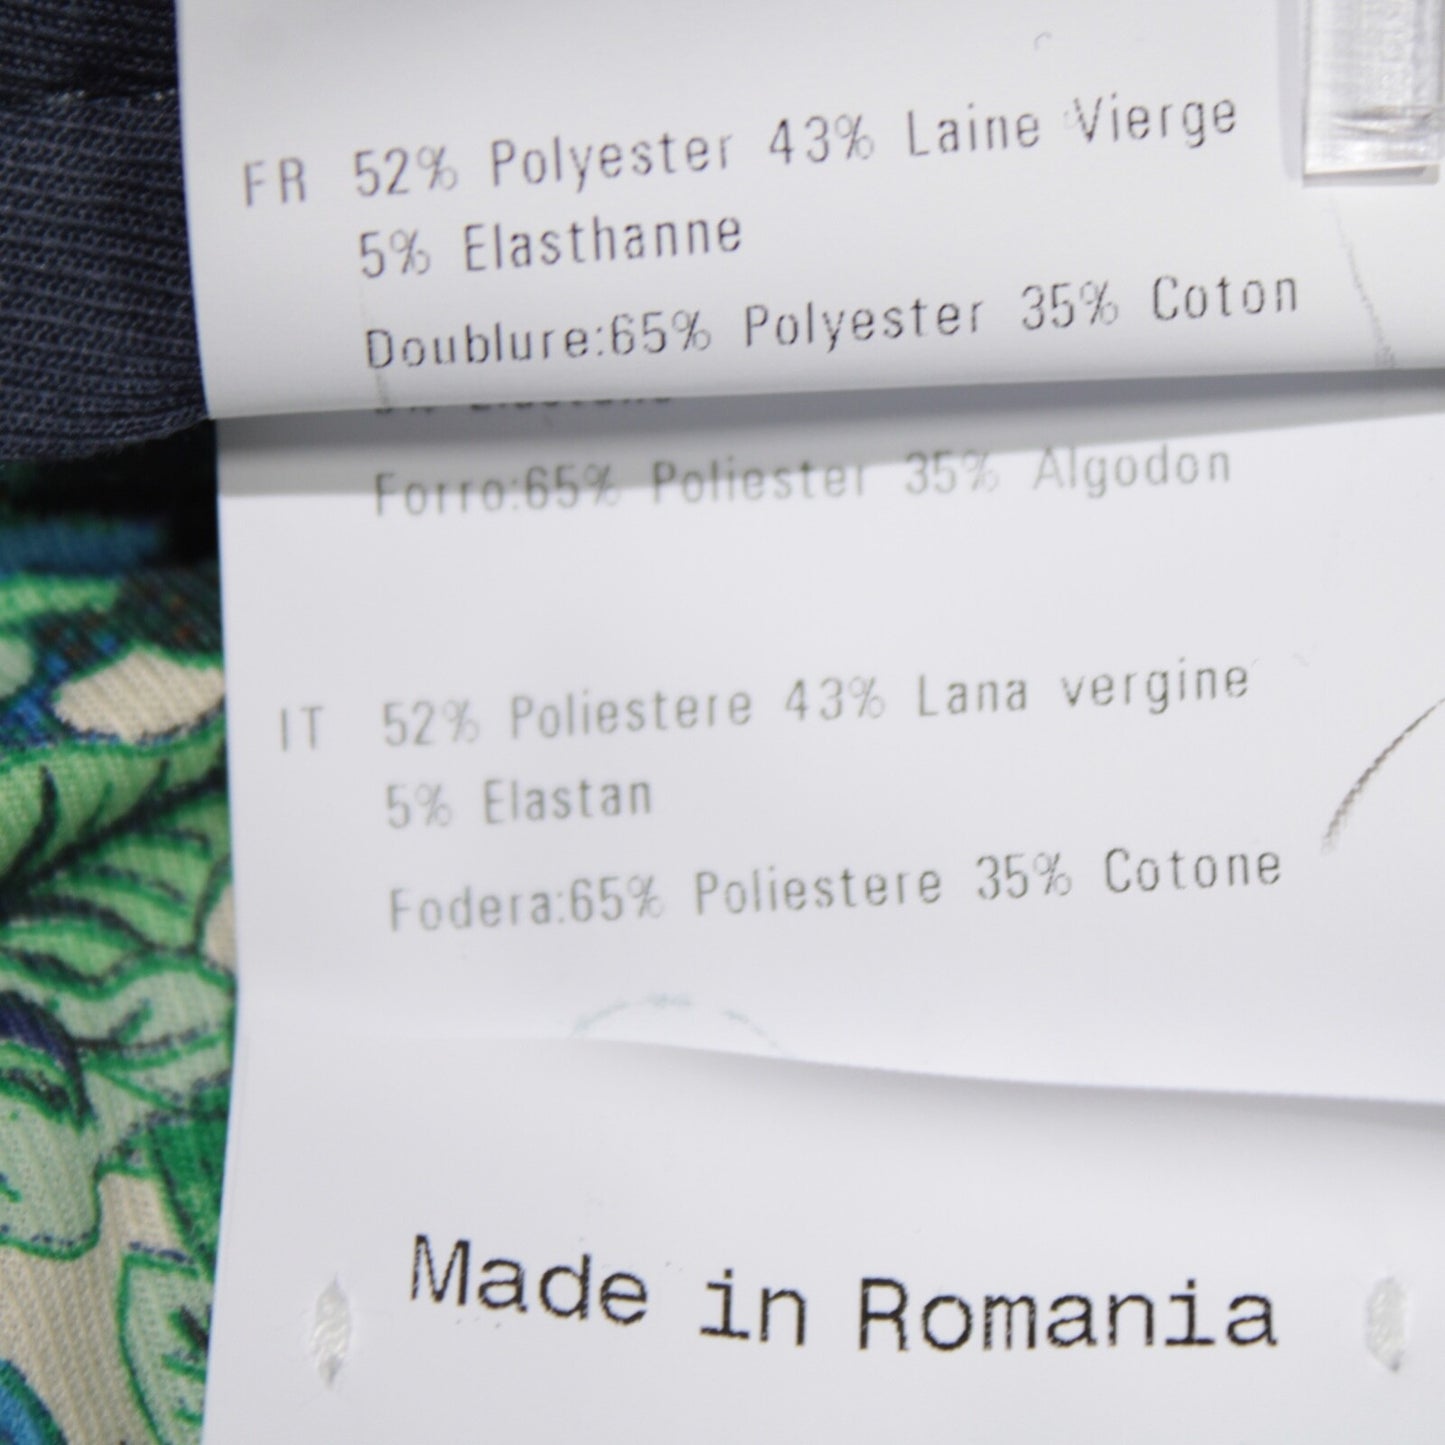 FR 52% Polyester 43% Laine Vierge
5% Elasthanne
Doublure:65% Polyester 35% Coton
Forro:65% Poliester 35% Algodon
IT 52% Poliestere 43% Lana vergine
5% Elastan
Fodera:65% Poliestere 35% Cotone
Made in Romania